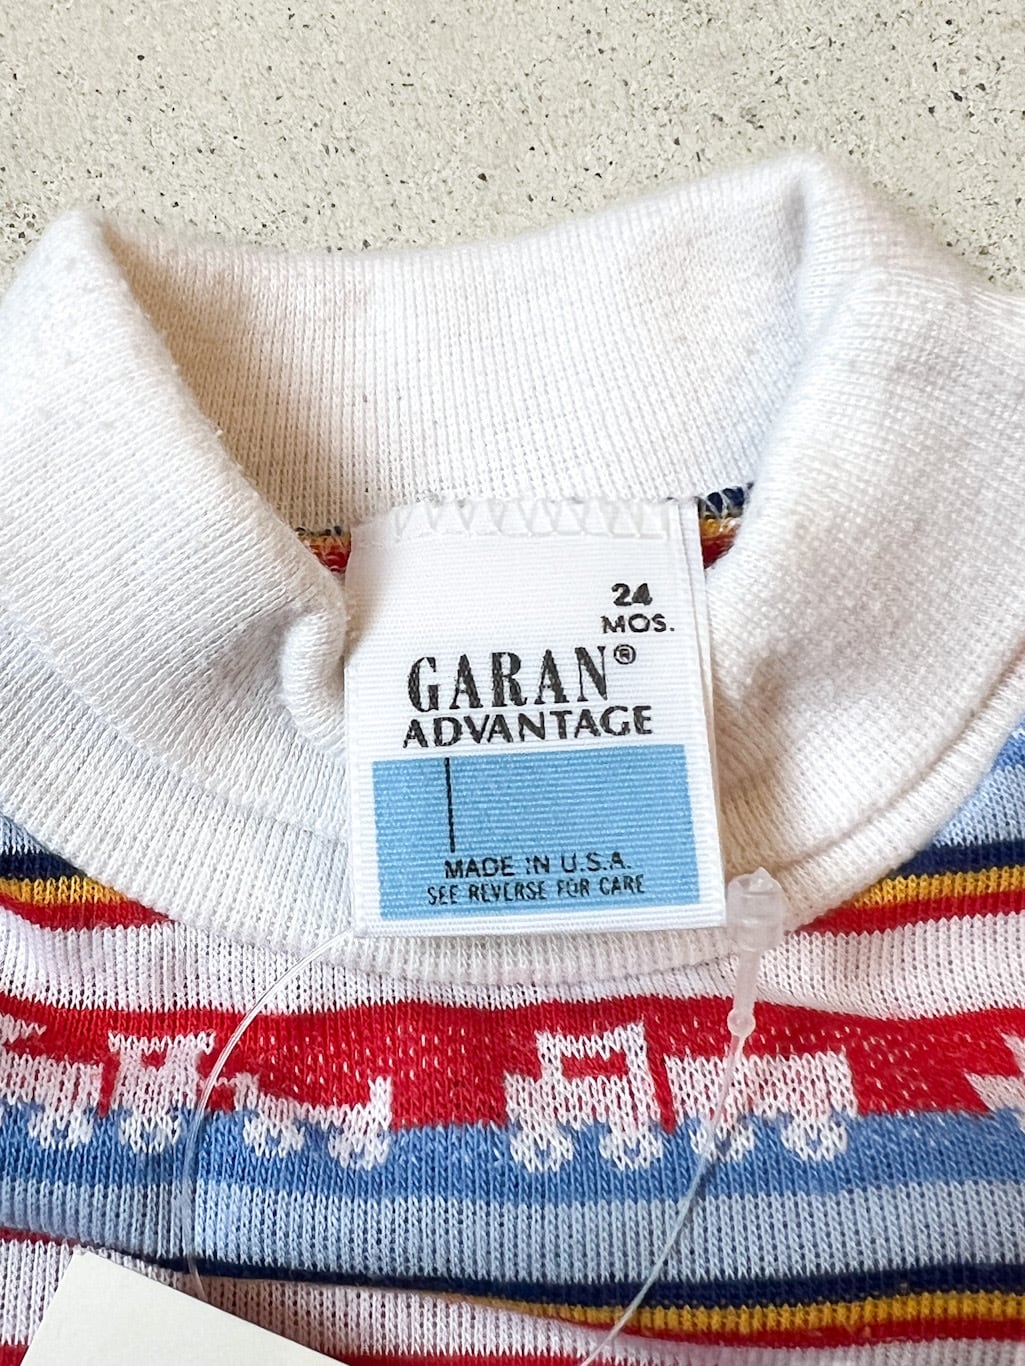 24
MOS.
GARAN®
ADVANTAGE
MADE IN U.S.A.
SEE REVERSE FOR CARE